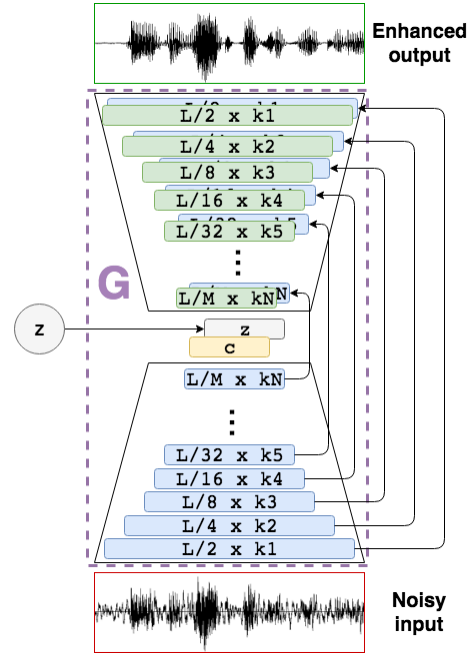 Enhanced
output
L/2 x k1
L/4 x k2
L/8 x k3
L/16 x k4
L/32 x k5
G
L/M x kN
N
z
z
c
L/M x kN
L/32 x k5
L/16 x k4
L/8 x k3
L/4 x k2
L/2 x k1
Noisy
input